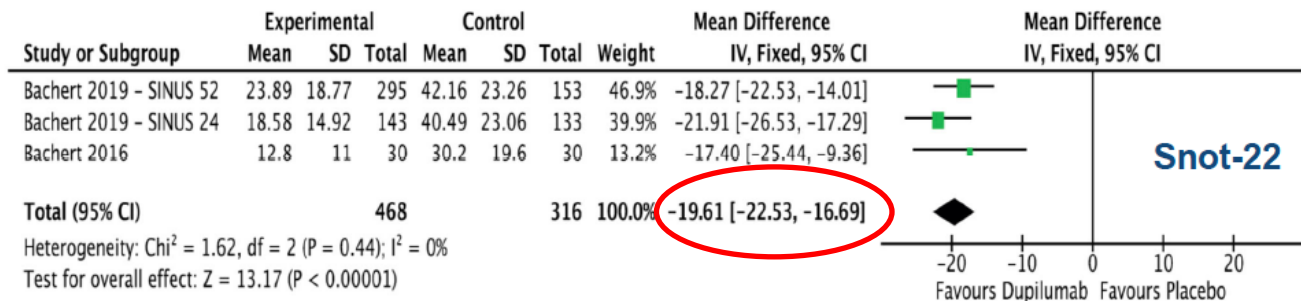 Experimental Control Mean Difference Mean Difference
Study or Subgroup Mean SD Total Mean SD Total Weight IV, Fixed, 95% CI IV, Fixed, 95% CI
Bachert 2019 – SINUS 52 23.89 18.77 295 42.16 23.26 153 46.9% −18.27 [−22.53, −14.01]
Bachert 2019 – SINUS 24 18.58 14.92 143 40.49 23.06 133 39.9% −21.91 [−26.53, −17.29]
Bachert 2016 12.8 11 30 30.2 19.6 30 13.2% −17.40 [−25.44, −9.36]
Snot-22
Total (95% CI) 468 316 100.0% −19.61 [−22.53, −16.69]
Heterogeneity: Chi² = 1.62, df = 2 (P = 0.44); I² = 0%
Test for overall effect: Z = 13.17 (P < 0.00001)
−20 −10 0 10 20
Favours Dupilumab Favours Placebo